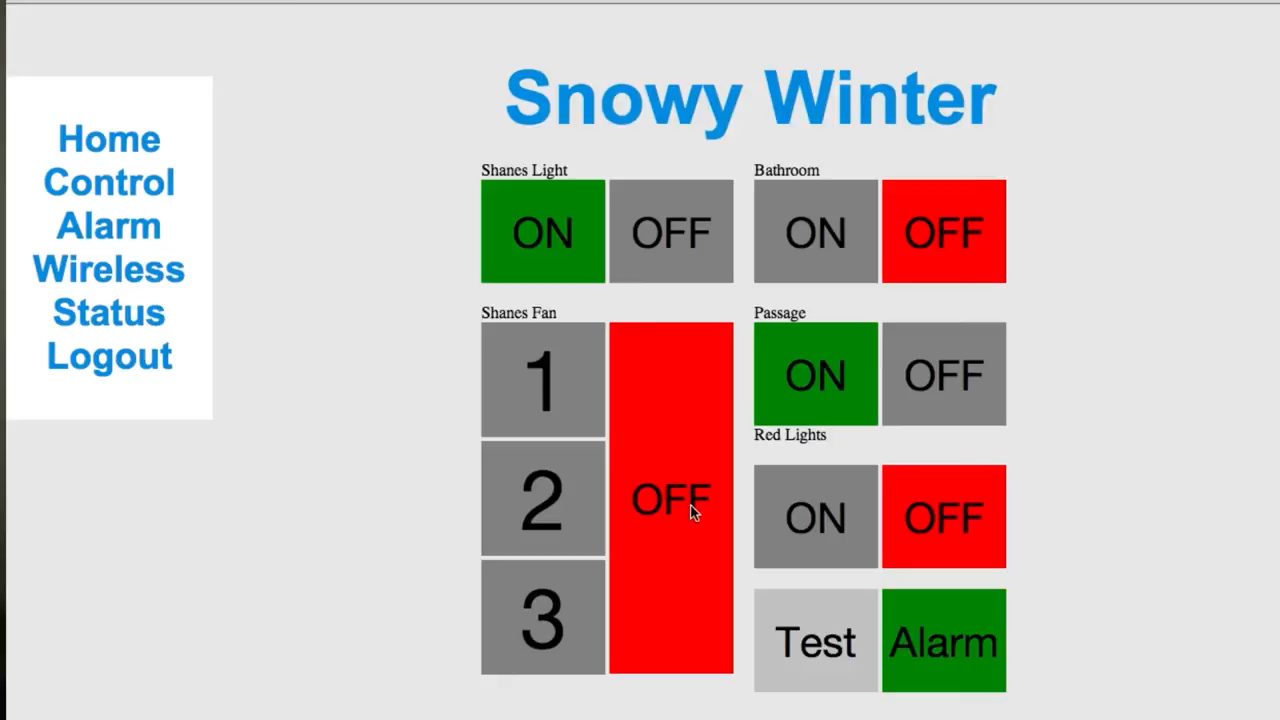 Snowy Winter
Home
Control
Alarm
Wireless
Status
Logout
Shanes Light
ON OFF
Bathroom
ON OFF
Shanes Fan
1
2
3
OFF
Passage
ON OFF
Red Lights
ON OFF
Test Alarm